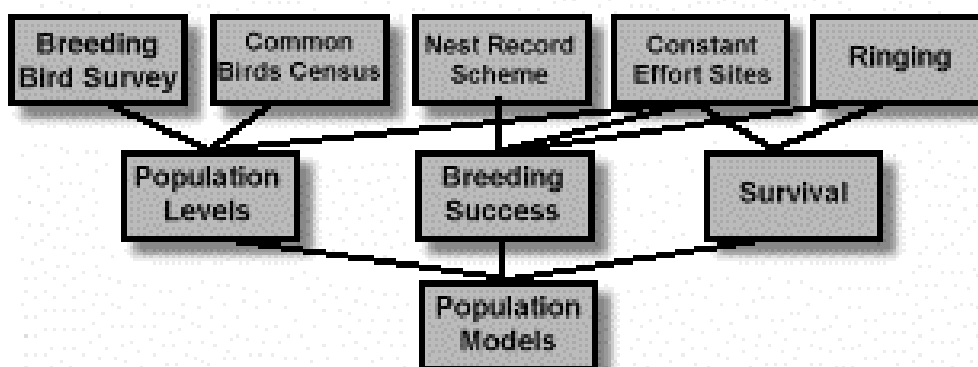 Breeding
Bird Survey
Common
Birds Census
Nest Record
Scheme
Constant
Effort Sites
Ringing
Population
Levels
Breeding
Success
Survival
Population
Models